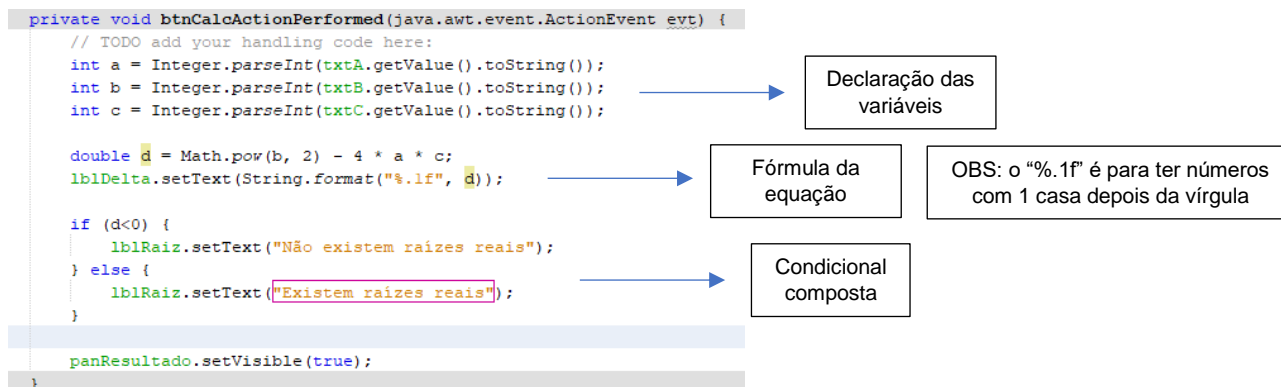 private void btnCalcActionPerformed(java.awt.event.ActionEvent evt) {
// TODO add your handling code here:
int a = Integer.parseInt(txtA.getValue().toString());
int b = Integer.parseInt(txtB.getValue().toString());
int c = Integer.parseInt(txtC.getValue().toString());
Declaração das
variáveis
double d = Math.pow(b, 2) - 4 * a * c;
lblDelta.setText(String.format("%.1f", d));
Fórmula da
equação
OBS: o “%.1f” é para ter números
com 1 casa depois da vírgula
if (d<0) {
lblRaiz.setText("Não existem raízes reais");
} else {
lblRaiz.setText("Existem raízes reais");
}
Condicional
composta
panResultado.setVisible(true);
}